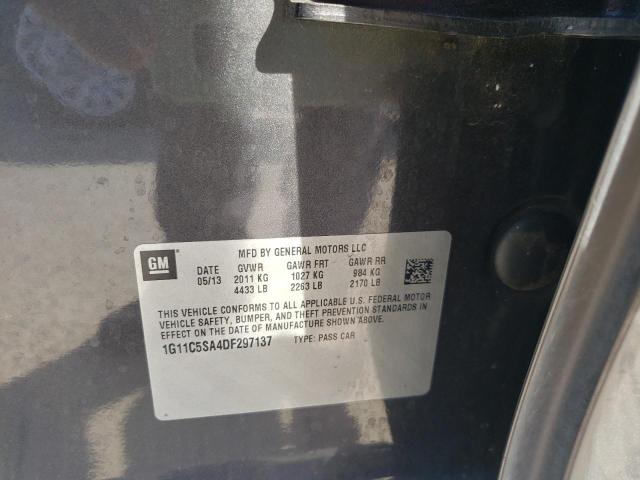 MFD BY GENERAL MOTORS LLC
GM
DATE GVWR GAWR FRT GAWR RR
05/13 2011 KG 1027 KG 984 KG
4433 LB 2263 LB 2170 LB
THIS VEHICLE CONFORMS TO ALL APPLICABLE U.S. FEDERAL MOTOR
VEHICLE SAFETY, BUMPER, AND THEFT PREVENTION STANDARDS IN
EFFECT ON THE DATE OF MANUFACTURE SHOWN ABOVE.
1G11C5SA4DF297137 TYPE: PASS CAR